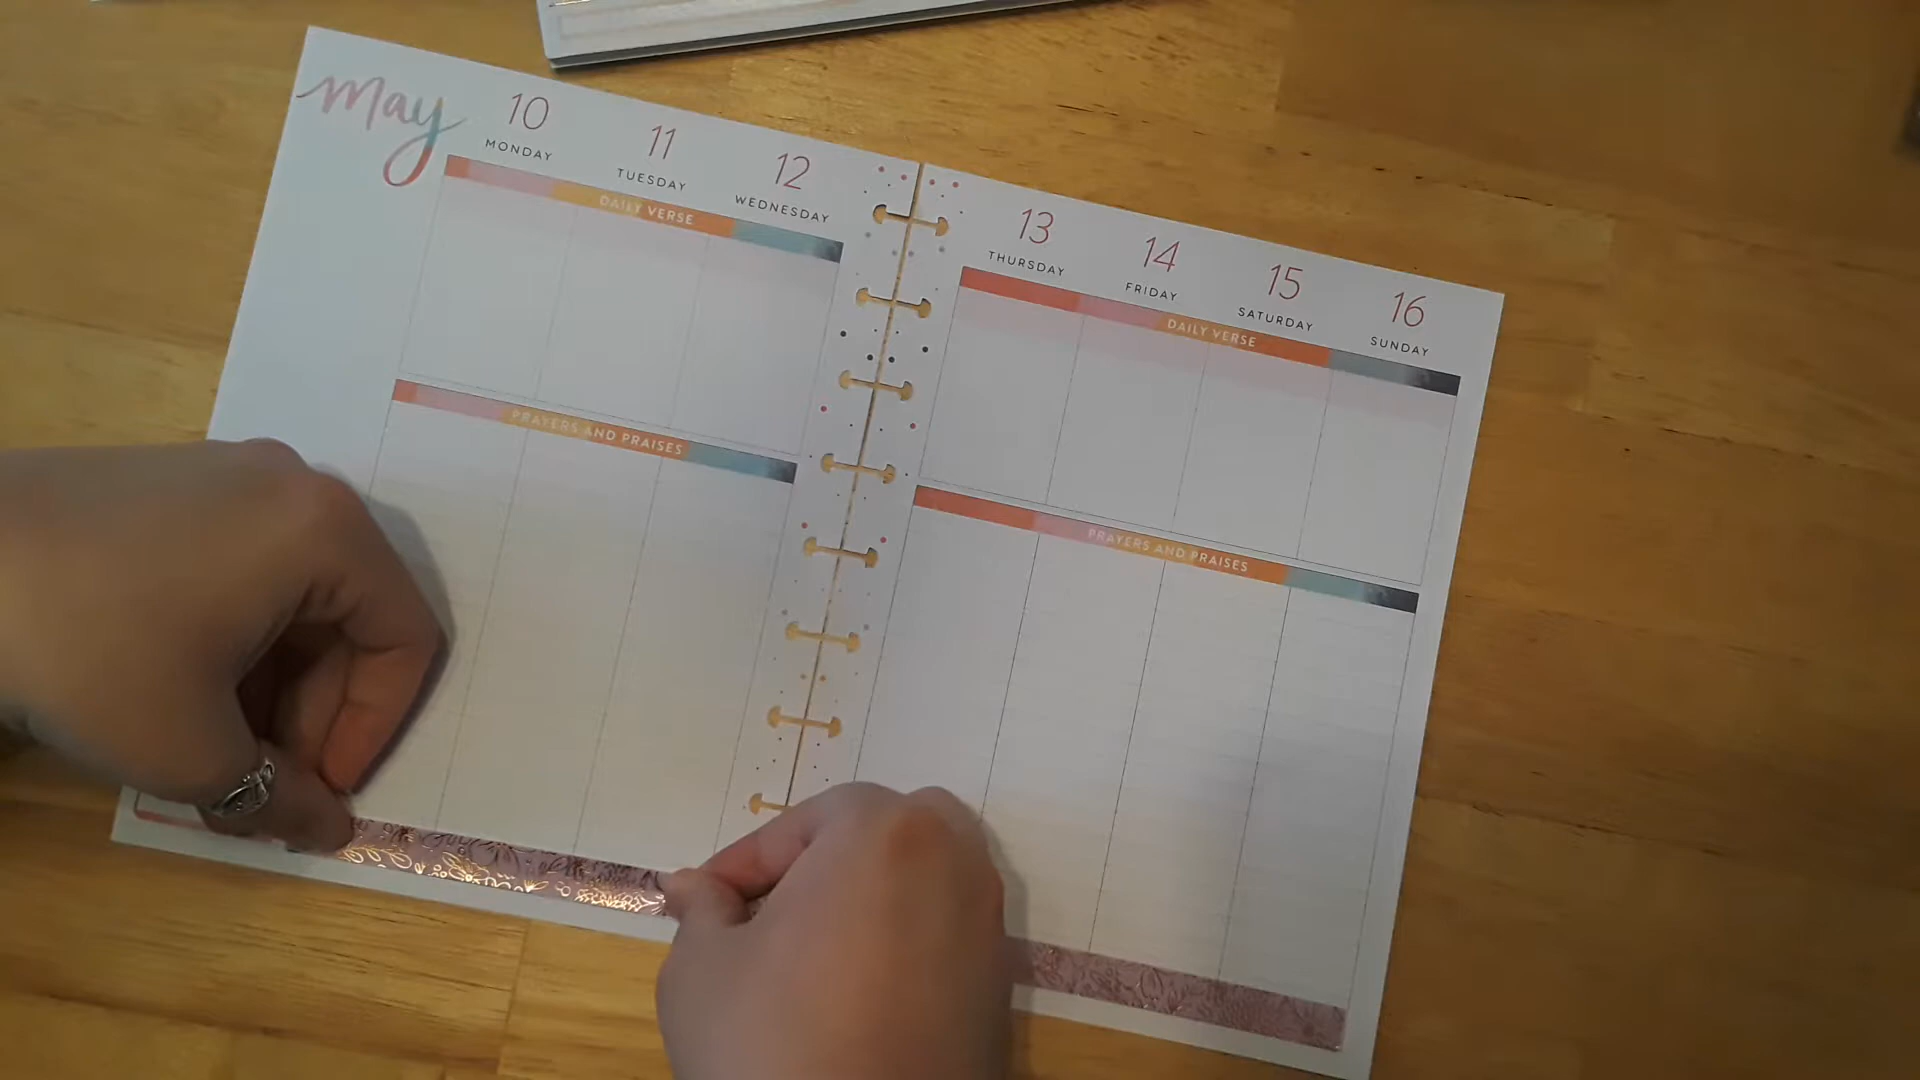 may
10 11 12
MONDAY TUESDAY WEDNESDAY
DAILY VERSE
PRAYERS AND PRAISES
13 14 15 16
THURSDAY FRIDAY SATURDAY SUNDAY
DAILY VERSE
PRAYERS AND PRAISES